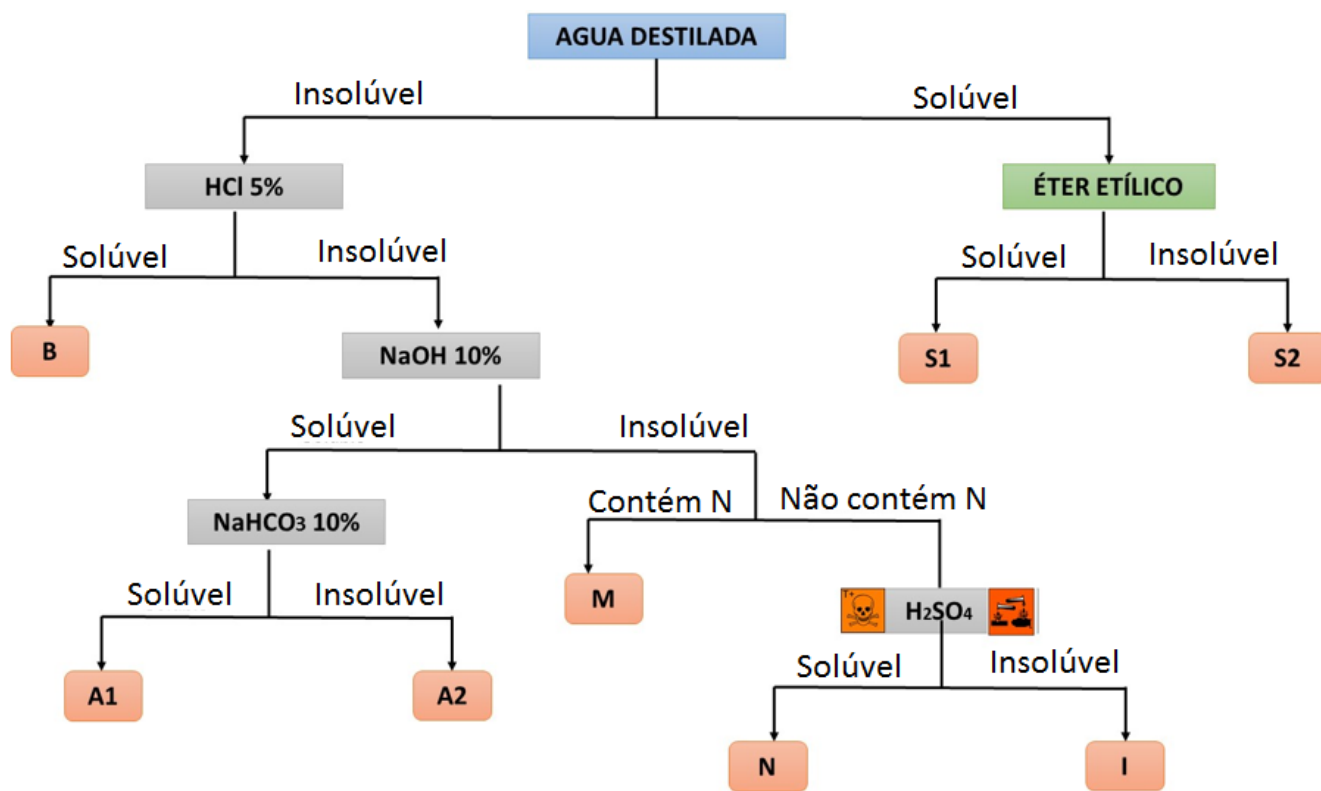 AGUA DESTILADA
Insolúvel
Solúvel
HCl 5%
ÉTER ETÍLICO
Solúvel
Insolúvel
Solúvel
Insolúvel
B
NaOH 10%
S1
S2
Solúvel
Insolúvel
Contém N
Não contém N
NaHCO3 10%
Solúvel
Insolúvel
M
T+
H2SO4
Solúvel
Insolúvel
A1
A2
N
I